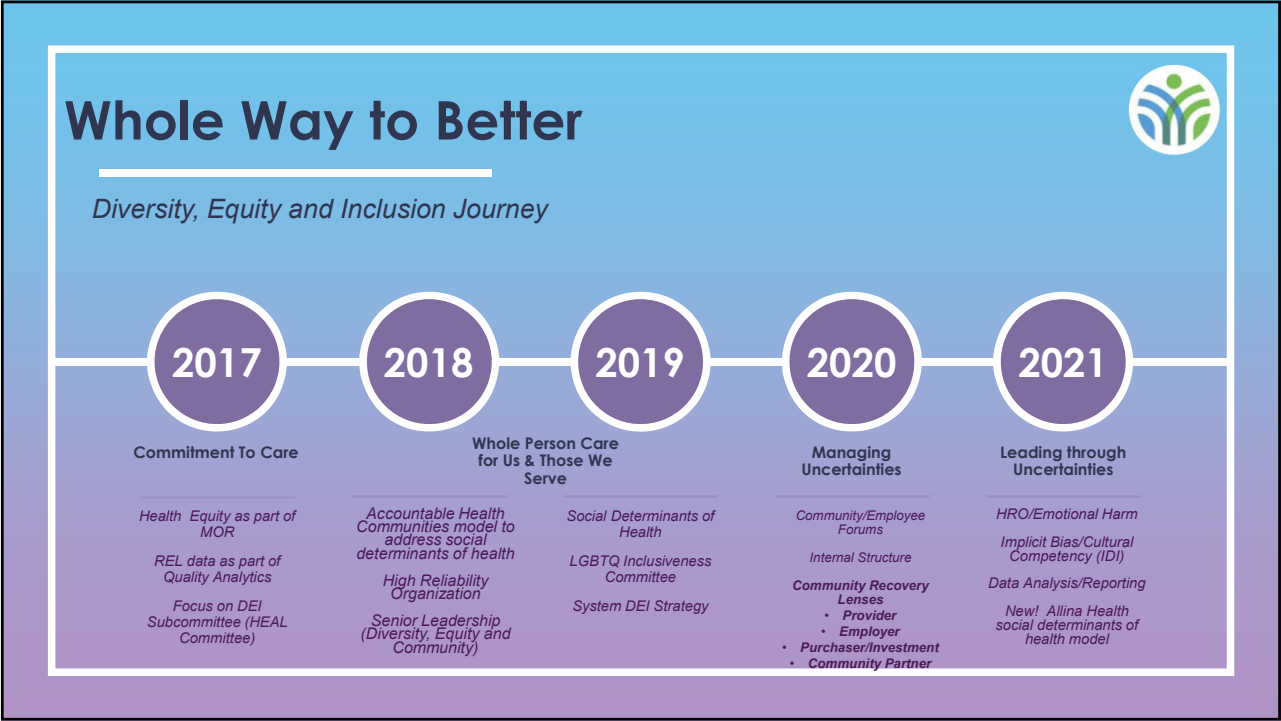 Whole Way to Better
Diversity, Equity and Inclusion Journey
2017
2018
2019
2020
2021
Commitment To Care
Whole Person Care
for Us & Those We
Serve
Managing
Uncertainties
Leading through
Uncertainties
Health  Equity as part of
MOR
REL data as part of
Quality Analytics
Focus on DEI
Subcommittee (HEAL
Committee)
Accountable Health
Communities model to
address social
determinants of health
High Reliability
Organization
Senior Leadership
(Diversity, Equity and
Community)
Social Determinants of
Health
LGBTQ Inclusiveness
Committee
System DEI Strategy
Community/Employee
Forums
Internal Structure
Community Recovery
Lenses
• Provider
• Employer
• Purchaser/Investment
• Community Partner
HRO/Emotional Harm
Implicit Bias/Cultural
Competency (IDI)
Data Analysis/Reporting
New!  Allina Health
social determinants of
health model